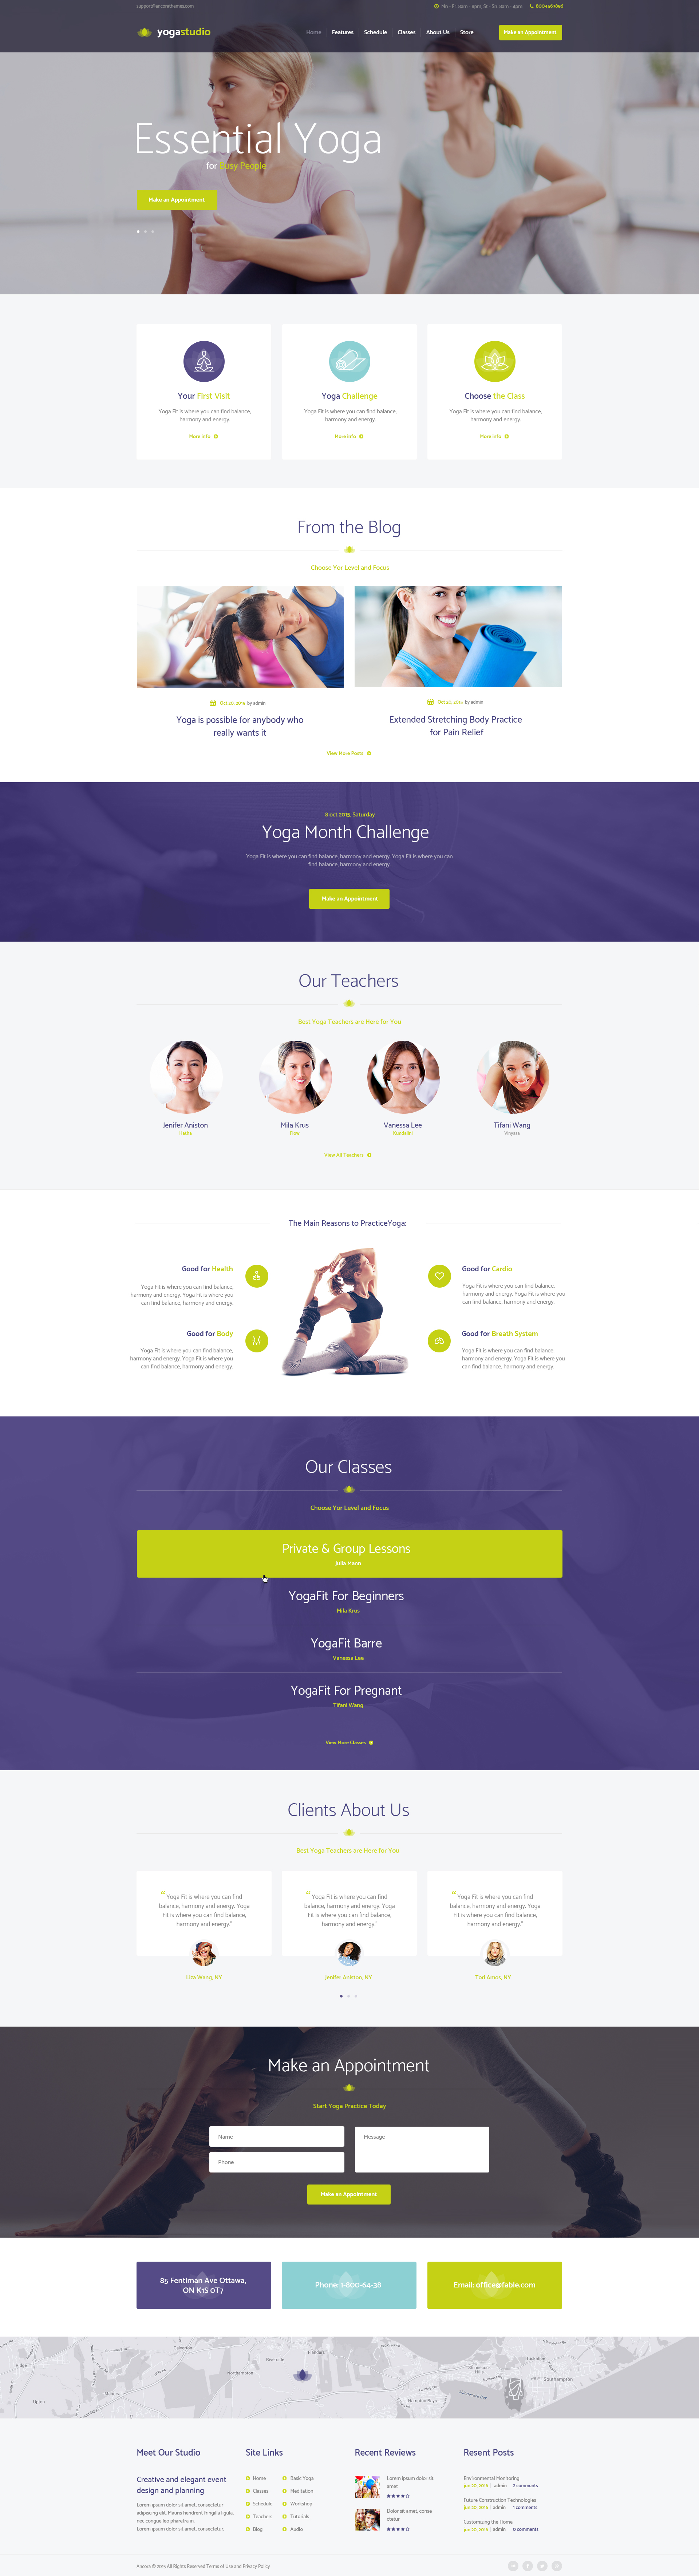 support@ancorathemes.com
Mn - Fr: 8am - 8pm, St - Sn: 8am - 4pm
8004567896
yogastudio
Home
Features
Schedule
Classes
About Us
Store
Make an Appointment
Essential Yoga
for Busy People
Make an Appointment
Your First Visit
Yoga Fit is where you can find balance,
harmony and energy.
More info
Yoga Challenge
Yoga Fit is where you can find balance,
harmony and energy.
More info
Choose the Class
Yoga Fit is where you can find balance,
harmony and energy.
More info
From the Blog
Choose Yor Level and Focus
Oct 20, 2016 by admin
Yoga is possible for anybody who
really wants it
Oct 20, 2016 by admin
Extended Stretching Body Practice
for Pain Relief
View More Posts
8 oct 2015, Saturday
Yoga Month Challenge
Yoga Fit is where you can find balance, harmony and energy. Yoga Fit is where you can
find balance, harmony and energy.
Make an Appointment
Our Teachers
Best Yoga Teachers are Here for You
Jenifer Aniston
Hatha
Mila Krus
Flow
Vanessa Lee
Kundalini
Tifani Wang
Vinyasa
View All Teachers
The Main Reasons to PracticeYoga:
Good for Health
Yoga Fit is where you can find balance,
harmony and energy. Yoga Fit is where you
can find balance, harmony and energy.
Good for Body
Yoga Fit is where you can find balance,
harmony and energy. Yoga Fit is where you
can find balance, harmony and energy.
Good for Cardio
Yoga Fit is where you can find balance,
harmony and energy. Yoga Fit is where you
can find balance, harmony and energy.
Good for Breath System
Yoga Fit is where you can find balance,
harmony and energy. Yoga Fit is where you
can find balance, harmony and energy.
Our Classes
Choose Yor Level and Focus
Private & Group Lessons
Julia Mann
YogaFit For Beginners
Mila Krus
YogaFit Barre
Vanessa Lee
YogaFit For Pregnant
Tifani Wang
View More Classes
Clients About Us
Best Yoga Teachers are Here for You
" Yoga Fit is where you can find
balance, harmony and energy. Yoga
Fit is where you can find balance,
harmony and energy."
Liza Wang, NY
" Yoga Fit is where you can find
balance, harmony and energy. Yoga
Fit is where you can find balance,
harmony and energy."
Jenifer Aniston, NY
" Yoga Fit is where you can find
balance, harmony and energy. Yoga
Fit is where you can find balance,
harmony and energy."
Tori Amos, NY
Make an Appointment
Start Yoga Practice Today
Name
Phone
Message
Make an Appointment
85 Fentiman Ave Ottawa,
ON K1S 0T7
Phone: 1-800-64-38
Email: office@fable.com
Riverside
Flanders
Northampton
Manorville
Upton
Ridge
Calverton
Hampton Bays
Shinnecock
Hills
Tuckahoe
Southampton
Meet Our Studio
Creative and elegant event
design and planning
Lorem ipsum dolor sit amet, consectetur
adipiscing elit. Mauris hendrerit fringilla ligula,
nec congue leo pharetra in.
Lorem ipsum dolor sit amet, consectetur.
Site Links
Home
Classes
Schedule
Teachers
Blog
Basic Yoga
Meditation
Workshop
Tutorials
Audio
Recent Reviews
Lorem ipsum dolor sit
amet
Dolor sit amet, conse
ctetur
Recent Posts
Environmental Monitoring
Jun 20, 2016 admin 2 comments
Future Construction Technologies
Jun 20, 2016 admin 1 comments
Customizing the Home
Jun 20, 2016 admin 0 comments
Ancora © 2015 All Rights Reserved Terms of Use and Privacy Policy